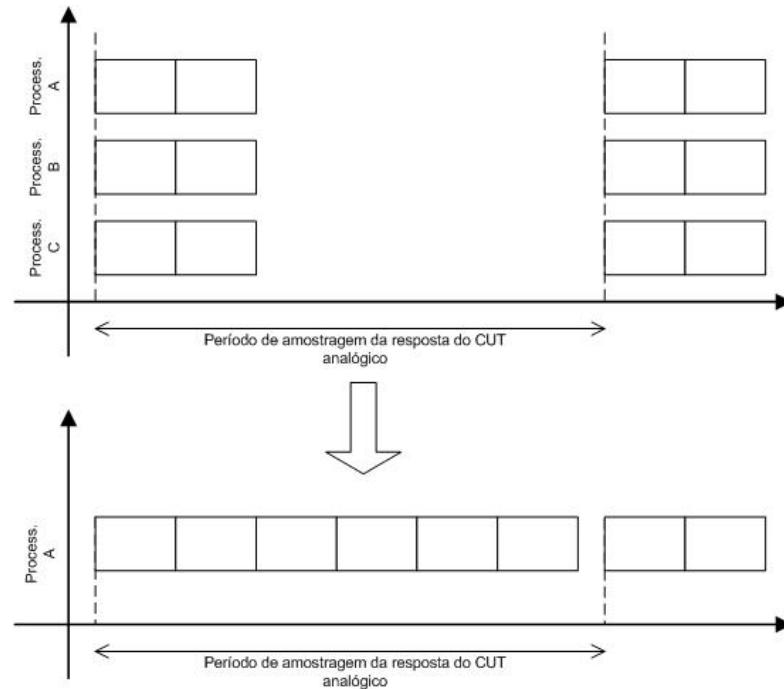 Process.
A
Process.
B
Process.
C
Período de amostragem da resposta do CUT
analógico
Process.
A
Período de amostragem da resposta do CUT
analógico